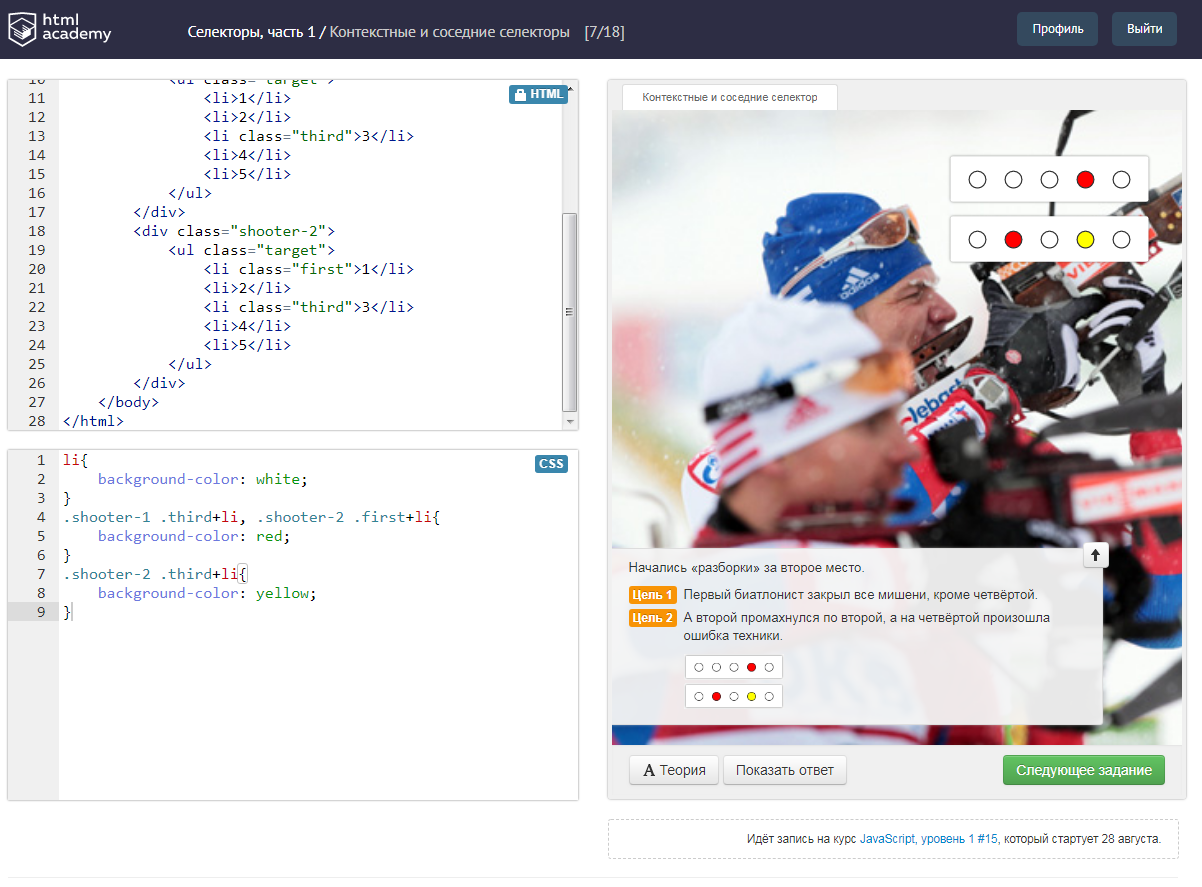 html
academy
Селекторы, часть 1 / Контекстные и соседние селекторы [7/18]
Профиль
Выйти
HTML
10 <ul class="target">
11 <li>1</li>
12 <li>2</li>
13 <li class="third">3</li>
14 <li>4</li>
15 <li>5</li>
16 </ul>
17 </div>
18 <div class="shooter-2">
19 <ul class="target">
20 <li class="first">1</li>
21 <li>2</li>
22 <li class="third">3</li>
23 <li>4</li>
24 <li>5</li>
25 </ul>
26 </div>
27 </body>
28 </html>
CSS
1 li{
2 background-color: white;
3 }
4 .shooter-1 .third+li, .shooter-2 .first+li{
5 background-color: red;
6 }
7 .shooter-2 .third+li{
8 background-color: yellow;
9 }
Контекстные и соседние селектор
adidas
Начались «разборки» за второе место.
Цель 1 Первый биатлонист закрыл все мишени, кроме четвёртой.
Цель 2 А второй промахнулся по второй, а на четвёртой произошла
ошибка техники.
A Теория
Показать ответ
Следующее задание
Идёт запись на курс JavaScript, уровень 1 #15, который стартует 28 августа.